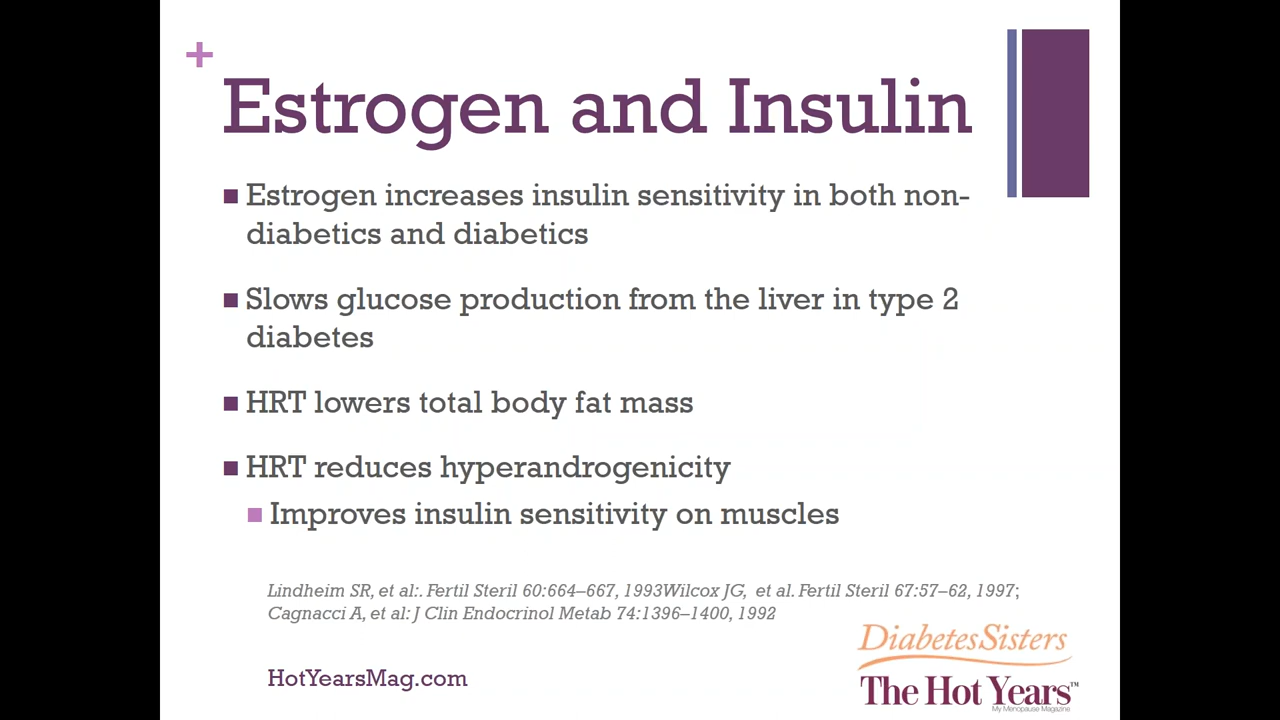 +
Estrogen and Insulin
■ Estrogen increases insulin sensitivity in both non-
diabetics and diabetics
■ Slows glucose production from the liver in type 2
diabetes
■ HRT lowers total body fat mass
■ HRT reduces hyperandrogenicity
■ Improves insulin sensitivity on muscles
Lindheim SR, et al:. Fertil Steril 60:664–667, 1993Wilcox JG,  et al. Fertil Steril 67:57–62, 1997;
Cagnacci A, et al: J Clin Endocrinol Metab 74:1396–1400, 1992
DiabetesSisters
HotYearsMag.com
The Hot Years™
My Menopause Magazine